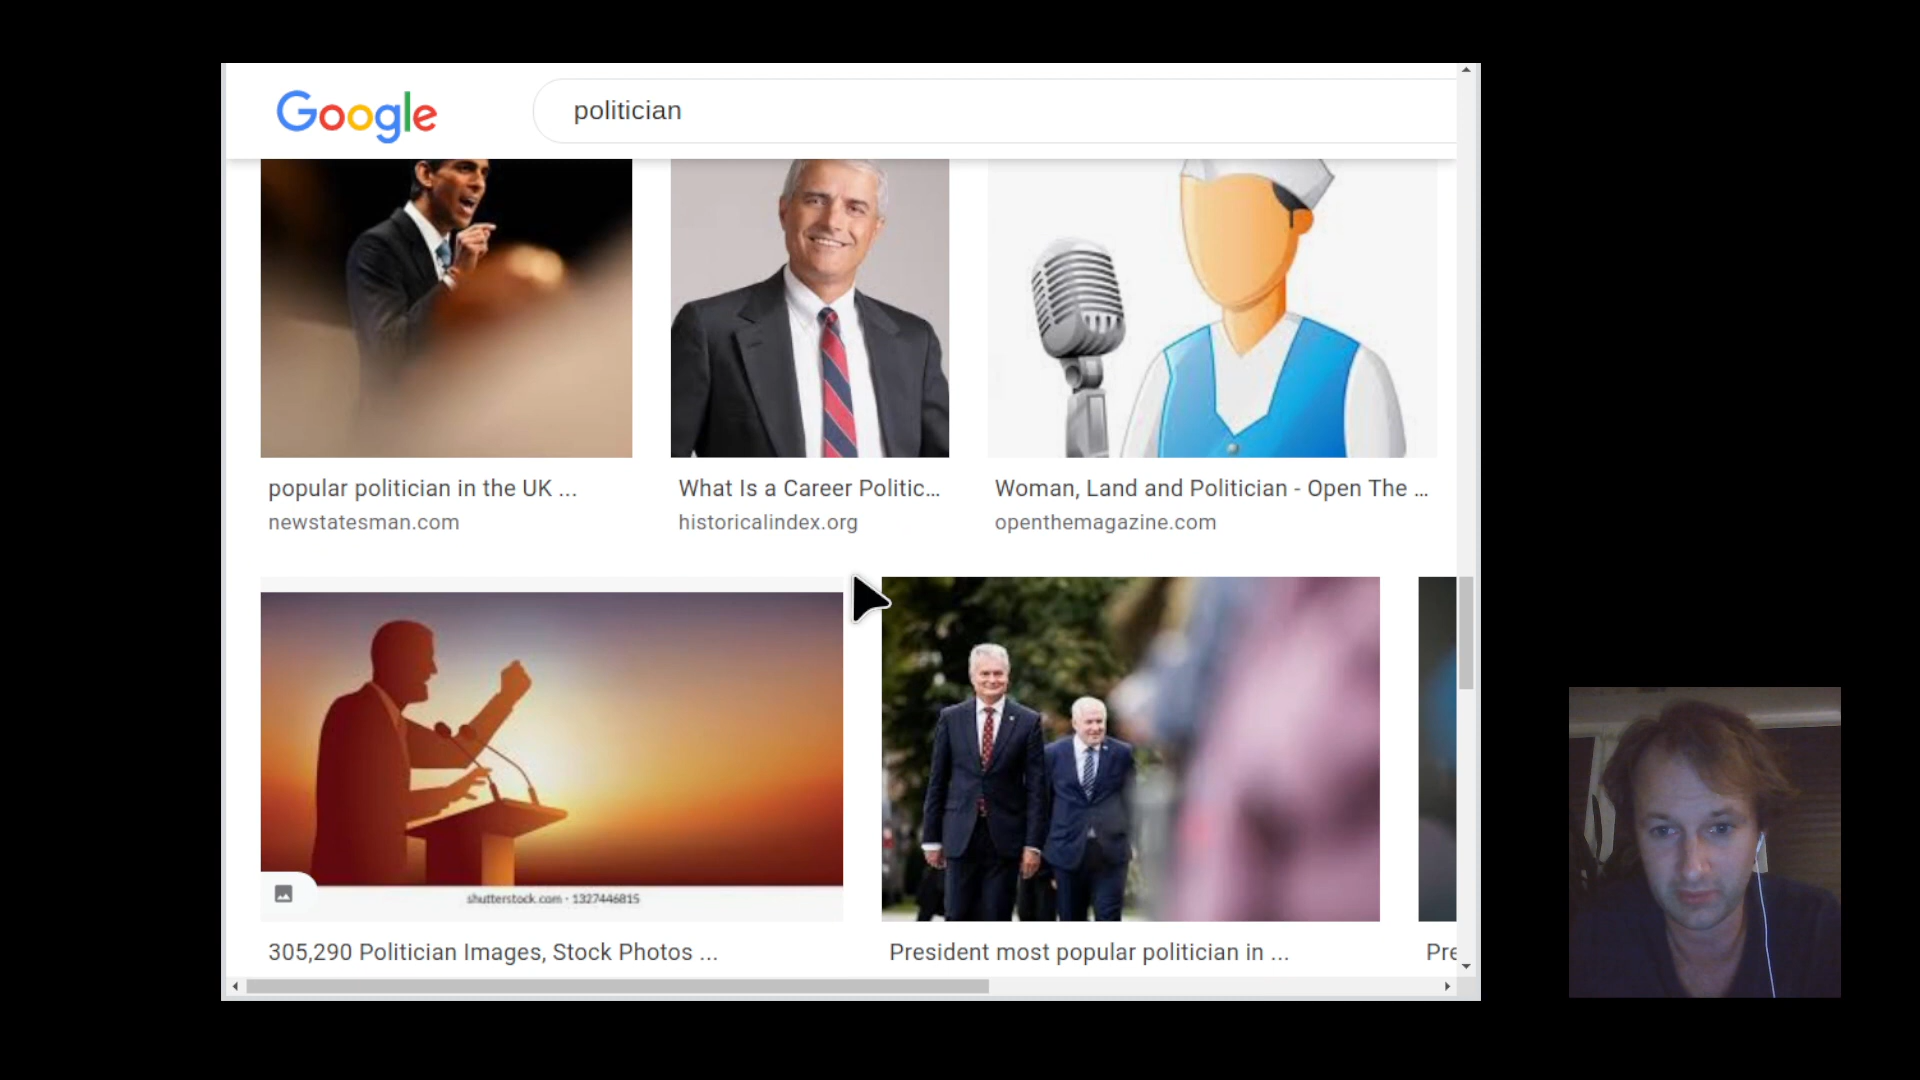 Google
politician
popular politician in the UK ...
What Is a Career Politic...
Woman, Land and Politician - Open The ...
newstatesman.com
historicalindex.org
openthemagazine.com
shutterstock.com · 1327446815
305,290 Politician Images, Stock Photos ...
President most popular politician in ...
Pre